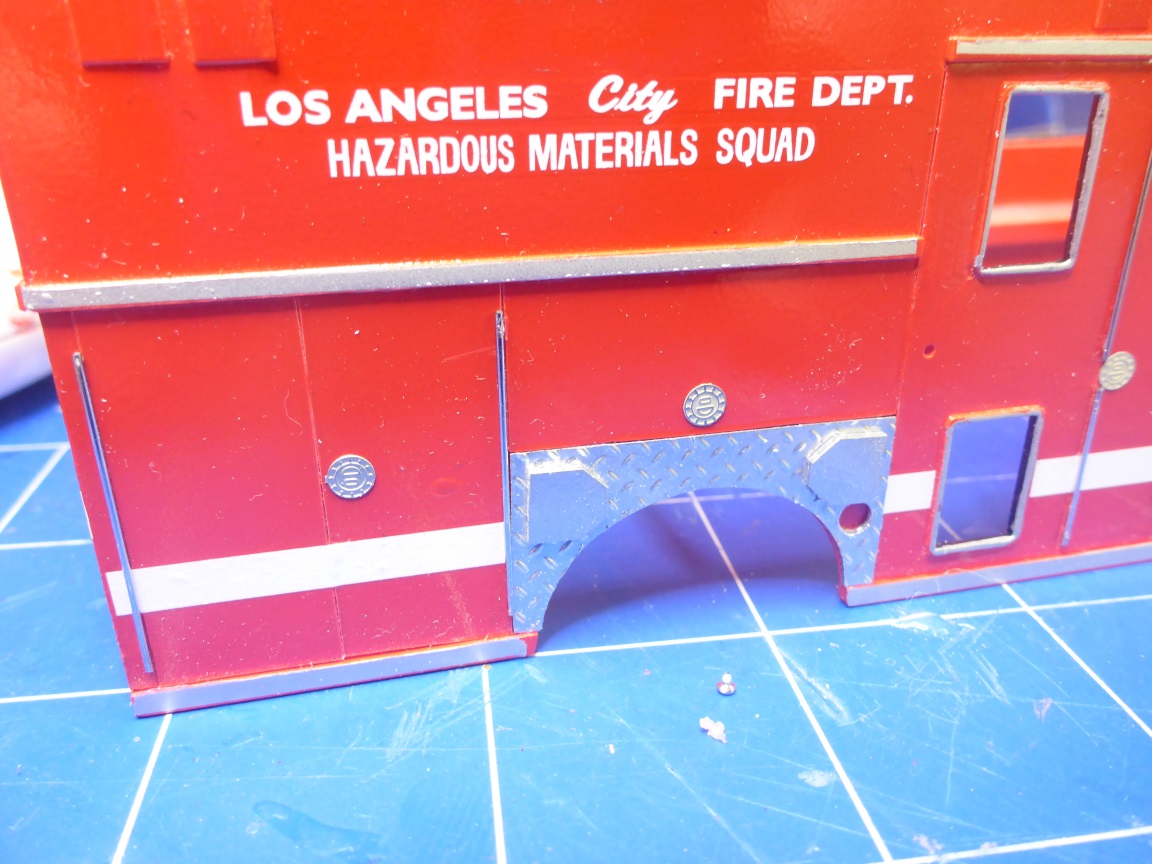 LOS ANGELES City FIRE DEPT.
HAZARDOUS MATERIALS SQUAD